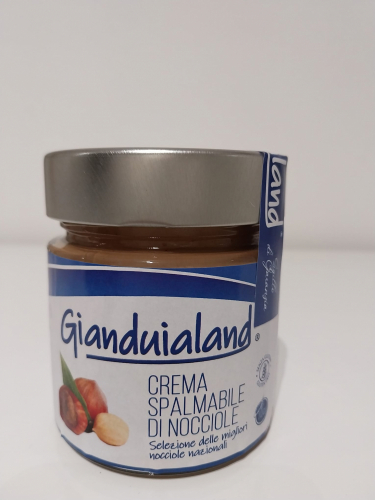 land
Gianduialand®
CREMA
SPALMABILE
DI NOCCIOLE
Selezione delle migliori
nocciole nazionali